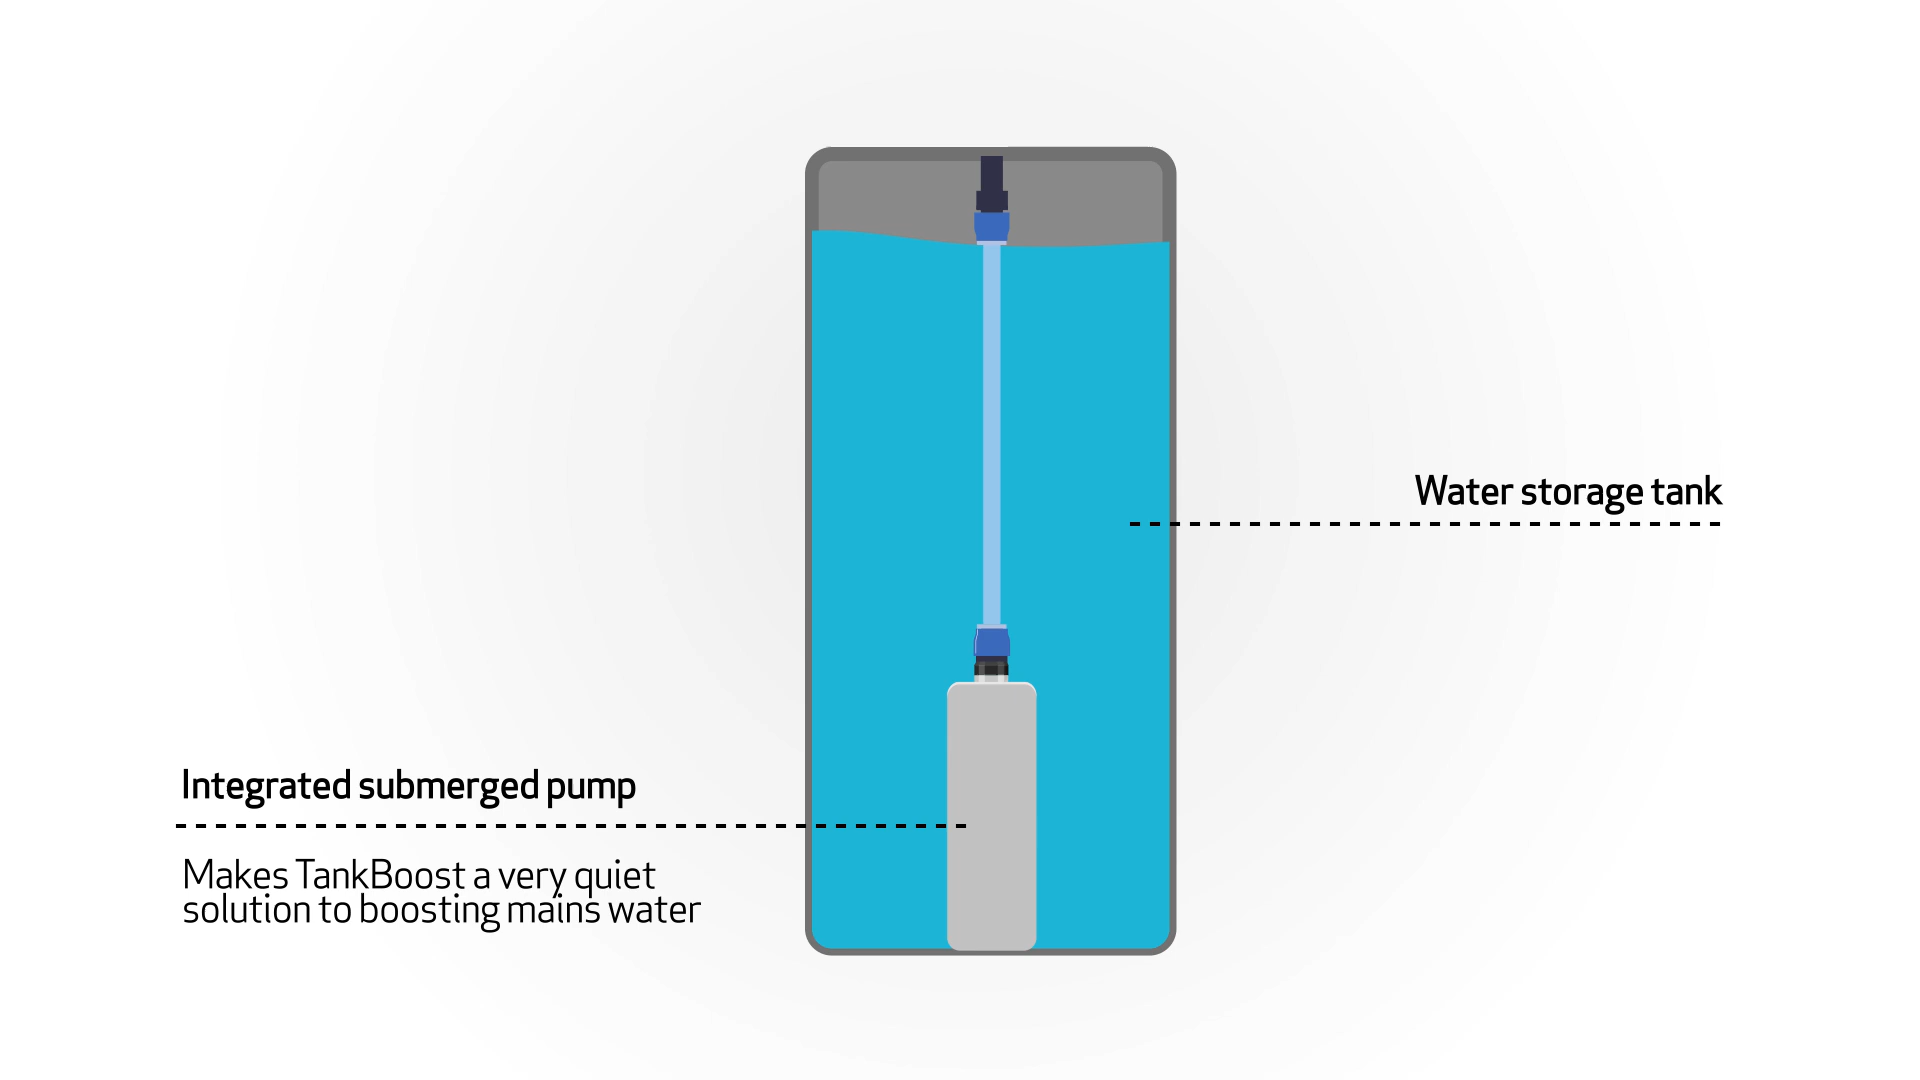 Water storage tank
Integrated submerged pump
Makes TankBoost a very quiet
solution to boosting mains water